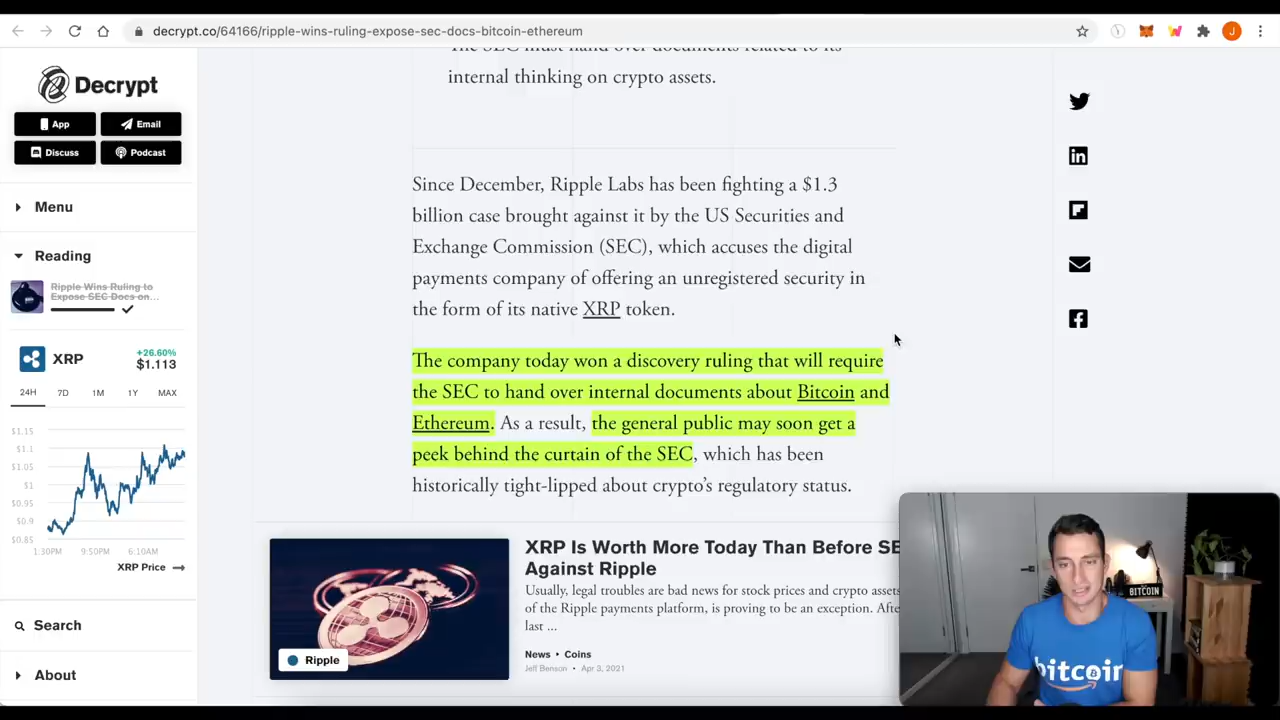 decrypt.co/64166/ripple-wins-ruling-expose-sec-docs-bitcoin-ethereum
J
Decrypt
App
Email
Discuss
Podcast
Menu
Reading
Ripple Wins Ruling to
Expose SEC Docs on...
XRP
+26.60%
$1.113
24H
7D
1M
1Y
MAX
$1.15
$1.1
$1.05
$1
$0.95
$0.9
$0.85
1:30PM
9:50PM
6:10AM
XRP Price
Search
About
The SEC must hand over documents related to its
internal thinking on crypto assets.
Since December, Ripple Labs has been fighting a $1.3
billion case brought against it by the US Securities and
Exchange Commission (SEC), which accuses the digital
payments company of offering an unregistered security in
the form of its native XRP token.
The company today won a discovery ruling that will require
the SEC to hand over internal documents about Bitcoin and
Ethereum. As a result, the general public may soon get a
peek behind the curtain of the SEC, which has been
historically tight-lipped about crypto's regulatory status.
Ripple
XRP Is Worth More Today Than Before SE
Against Ripple
Usually, legal troubles are bad news for stock prices and crypto assets
of the Ripple payments platform, is proving to be an exception. Afte
last ...
News • Coins
Jeff Benson • Apr 3, 2021
BITCOIN
bitcoin